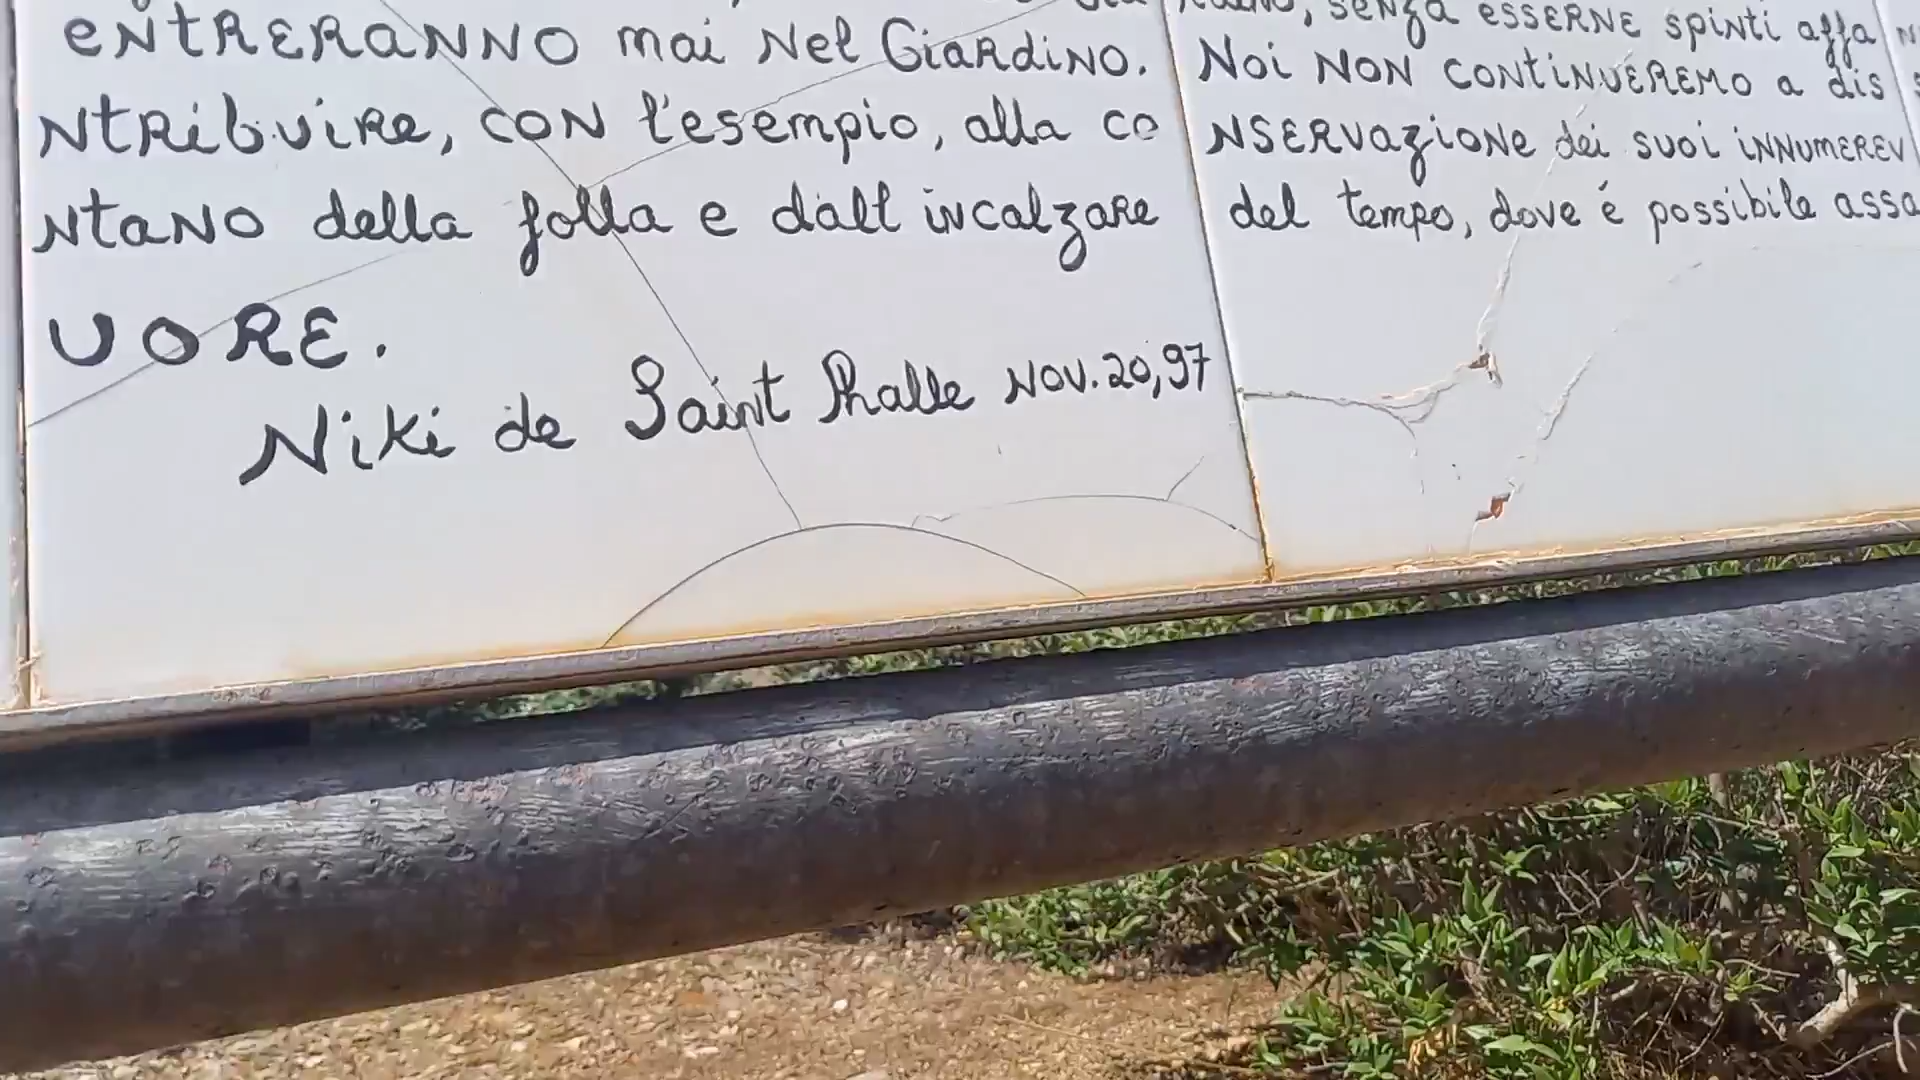 senza esserne spinti affa
entreranno mai nel Giardino. Noi non continueremo a dis
ntribuire, con l'esempio, alla co nservazione dei suoi innumerev
ntano della folla e dall incalzare del tempo, dove é possibile assa
uore.
Niki de Saint Phalle Nov. 20, 97